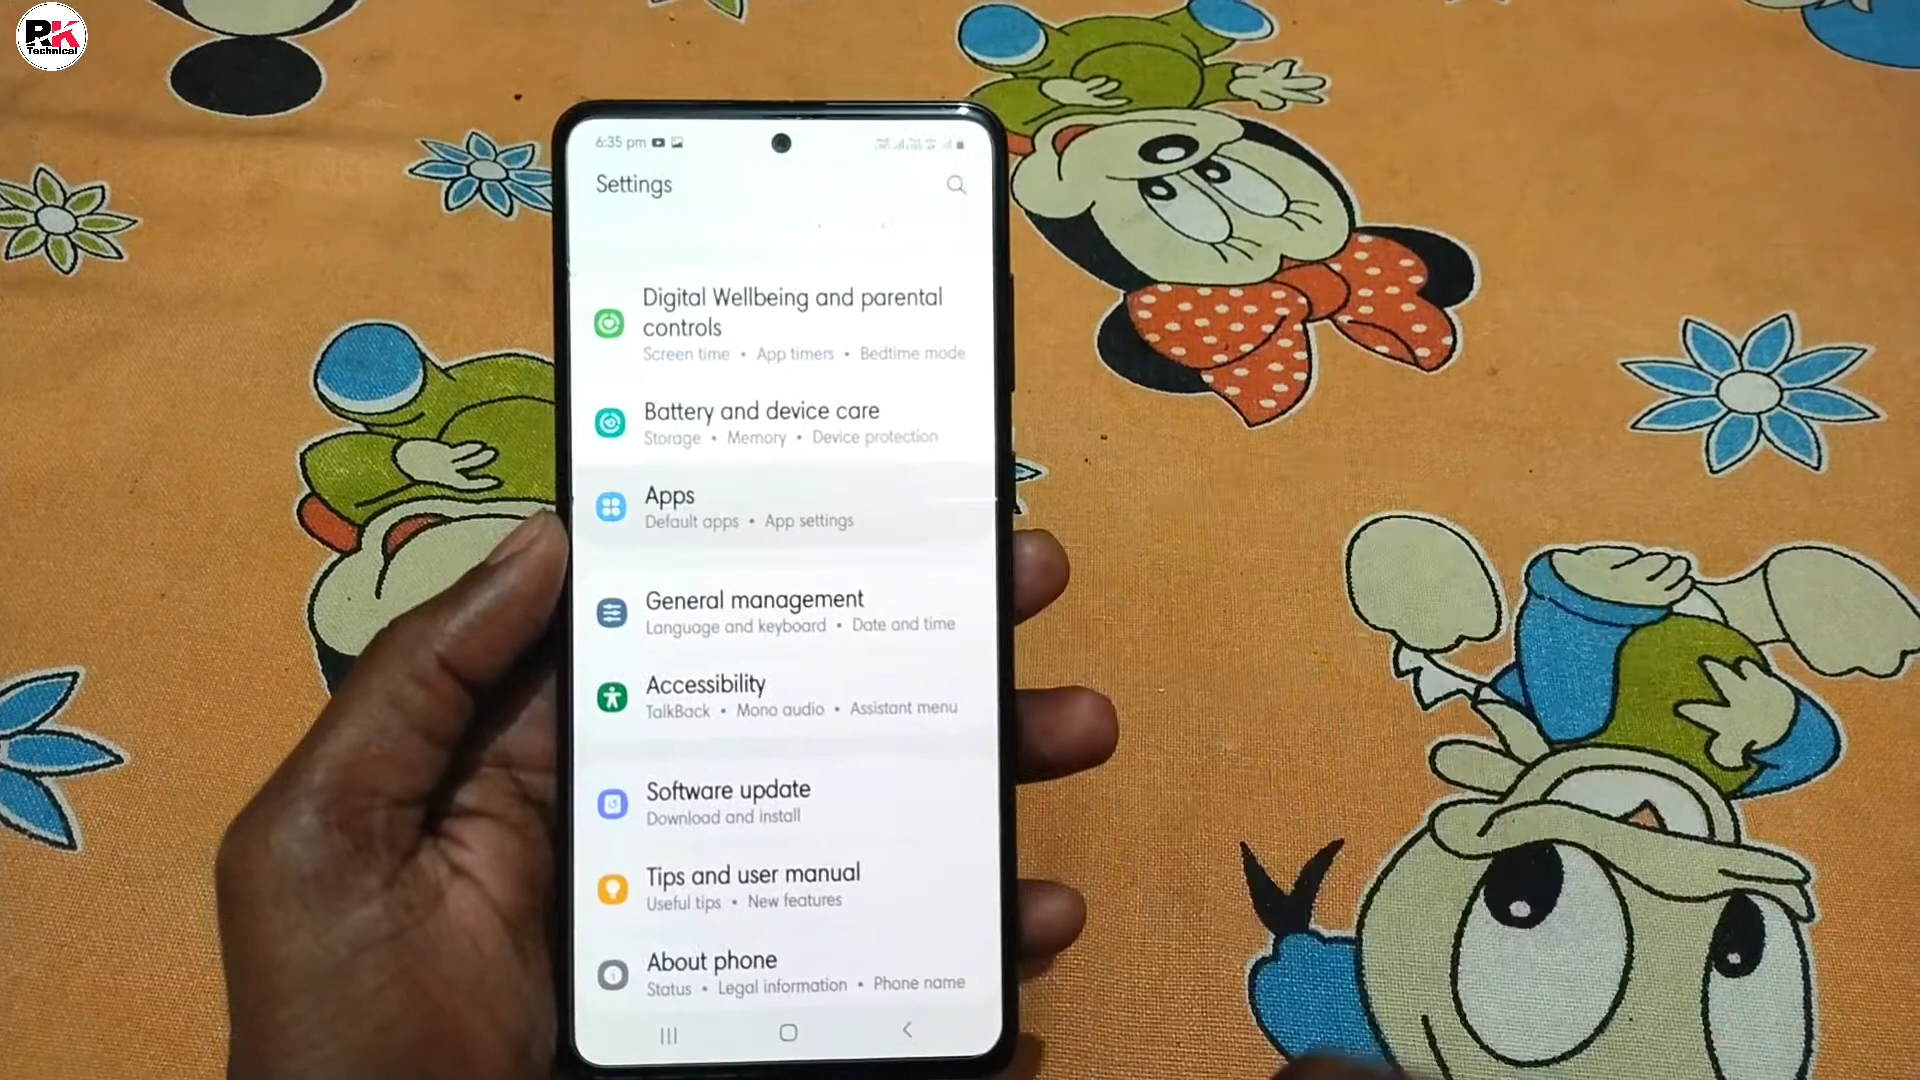 RK
Technical
6:35 pm
Settings
Digital Wellbeing and parental
controls
Screen time • App timers • Bedtime mode
Battery and device care
Storage • Memory • Device protection
Apps
Default apps • App settings
General management
Language and keyboard • Date and time
Accessibility
TalkBack • Mono audio • Assistant menu
Software update
Download and install
Tips and user manual
Useful tips • New features
About phone
Status • Legal information • Phone name